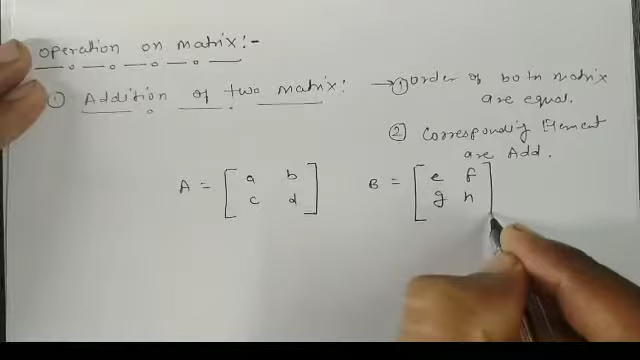 operation on matrix:-
① Addition of two matrix: → ① order of both matrix
are equal.
② Corresponding Element
are Add.
A = [ a b
c d ]
B = [ e f
g h ]